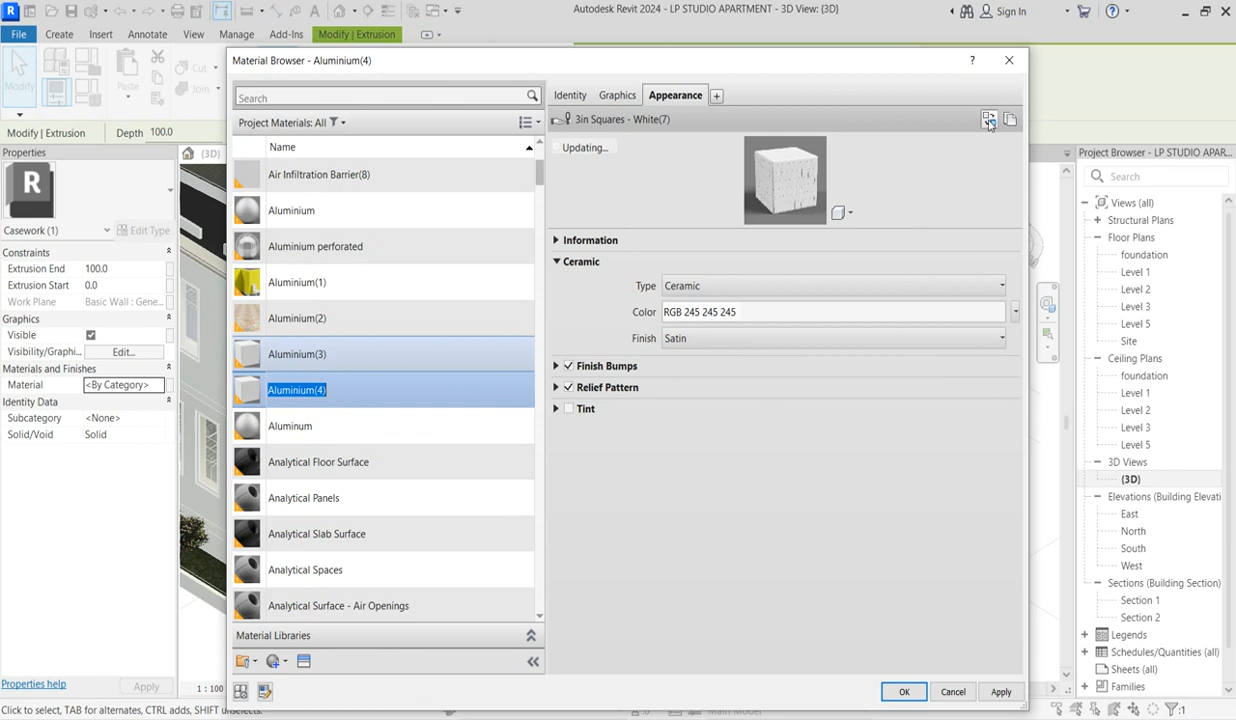 Autodesk Revit 2024 - LP STUDIO APARTMENT - 3D View: {3D}
Sign In
File
Create
Insert
Annotate
View
Manage
Add-Ins
Modify | Extrusion
Modify
Paste
Cut
Join
Modify | Extrusion
Depth 100.0
Properties
R
Casework (1)
Edit Type
Constraints
Extrusion End 100.0
Extrusion Start 0.0
Work Plane Basic Wall : Gene...
Graphics
Visible
Visibility/Graphi... Edit...
Materials and Finishes
Material <By Category>
Identity Data
Subcategory <None>
Solid/Void Solid
Properties help
Apply
{3D}
1 : 100
Click to select, TAB for alternates, CTRL adds, SHIFT unselects.
Main Model
:1
Material Browser - Aluminium(4)
?
Search
Project Materials: All
Name
Air Infiltration Barrier(8)
Aluminium
Aluminium perforated
Aluminium(1)
Aluminium(2)
Aluminium(3)
Aluminium(4)
Aluminum
Analytical Floor Surface
Analytical Panels
Analytical Slab Surface
Analytical Spaces
Analytical Surface - Air Openings
Material Libraries
Identity
Graphics
Appearance
3in Squares - White(7)
Updating...
Information
Ceramic
Type Ceramic
Color RGB 245 245 245
Finish Satin
Finish Bumps
Relief Pattern
Tint
OK
Cancel
Apply
Project Browser - LP STUDIO APAR...
Search
Views (all)
Structural Plans
Floor Plans
foundation
Level 1
Level 2
Level 3
Level 5
Site
Ceiling Plans
foundation
Level 1
Level 2
Level 3
Level 5
3D Views
{3D}
Elevations (Building Elevati
East
North
South
West
Sections (Building Section)
Section 1
Section 2
Legends
Schedules/Quantities (all)
Sheets (all)
Families